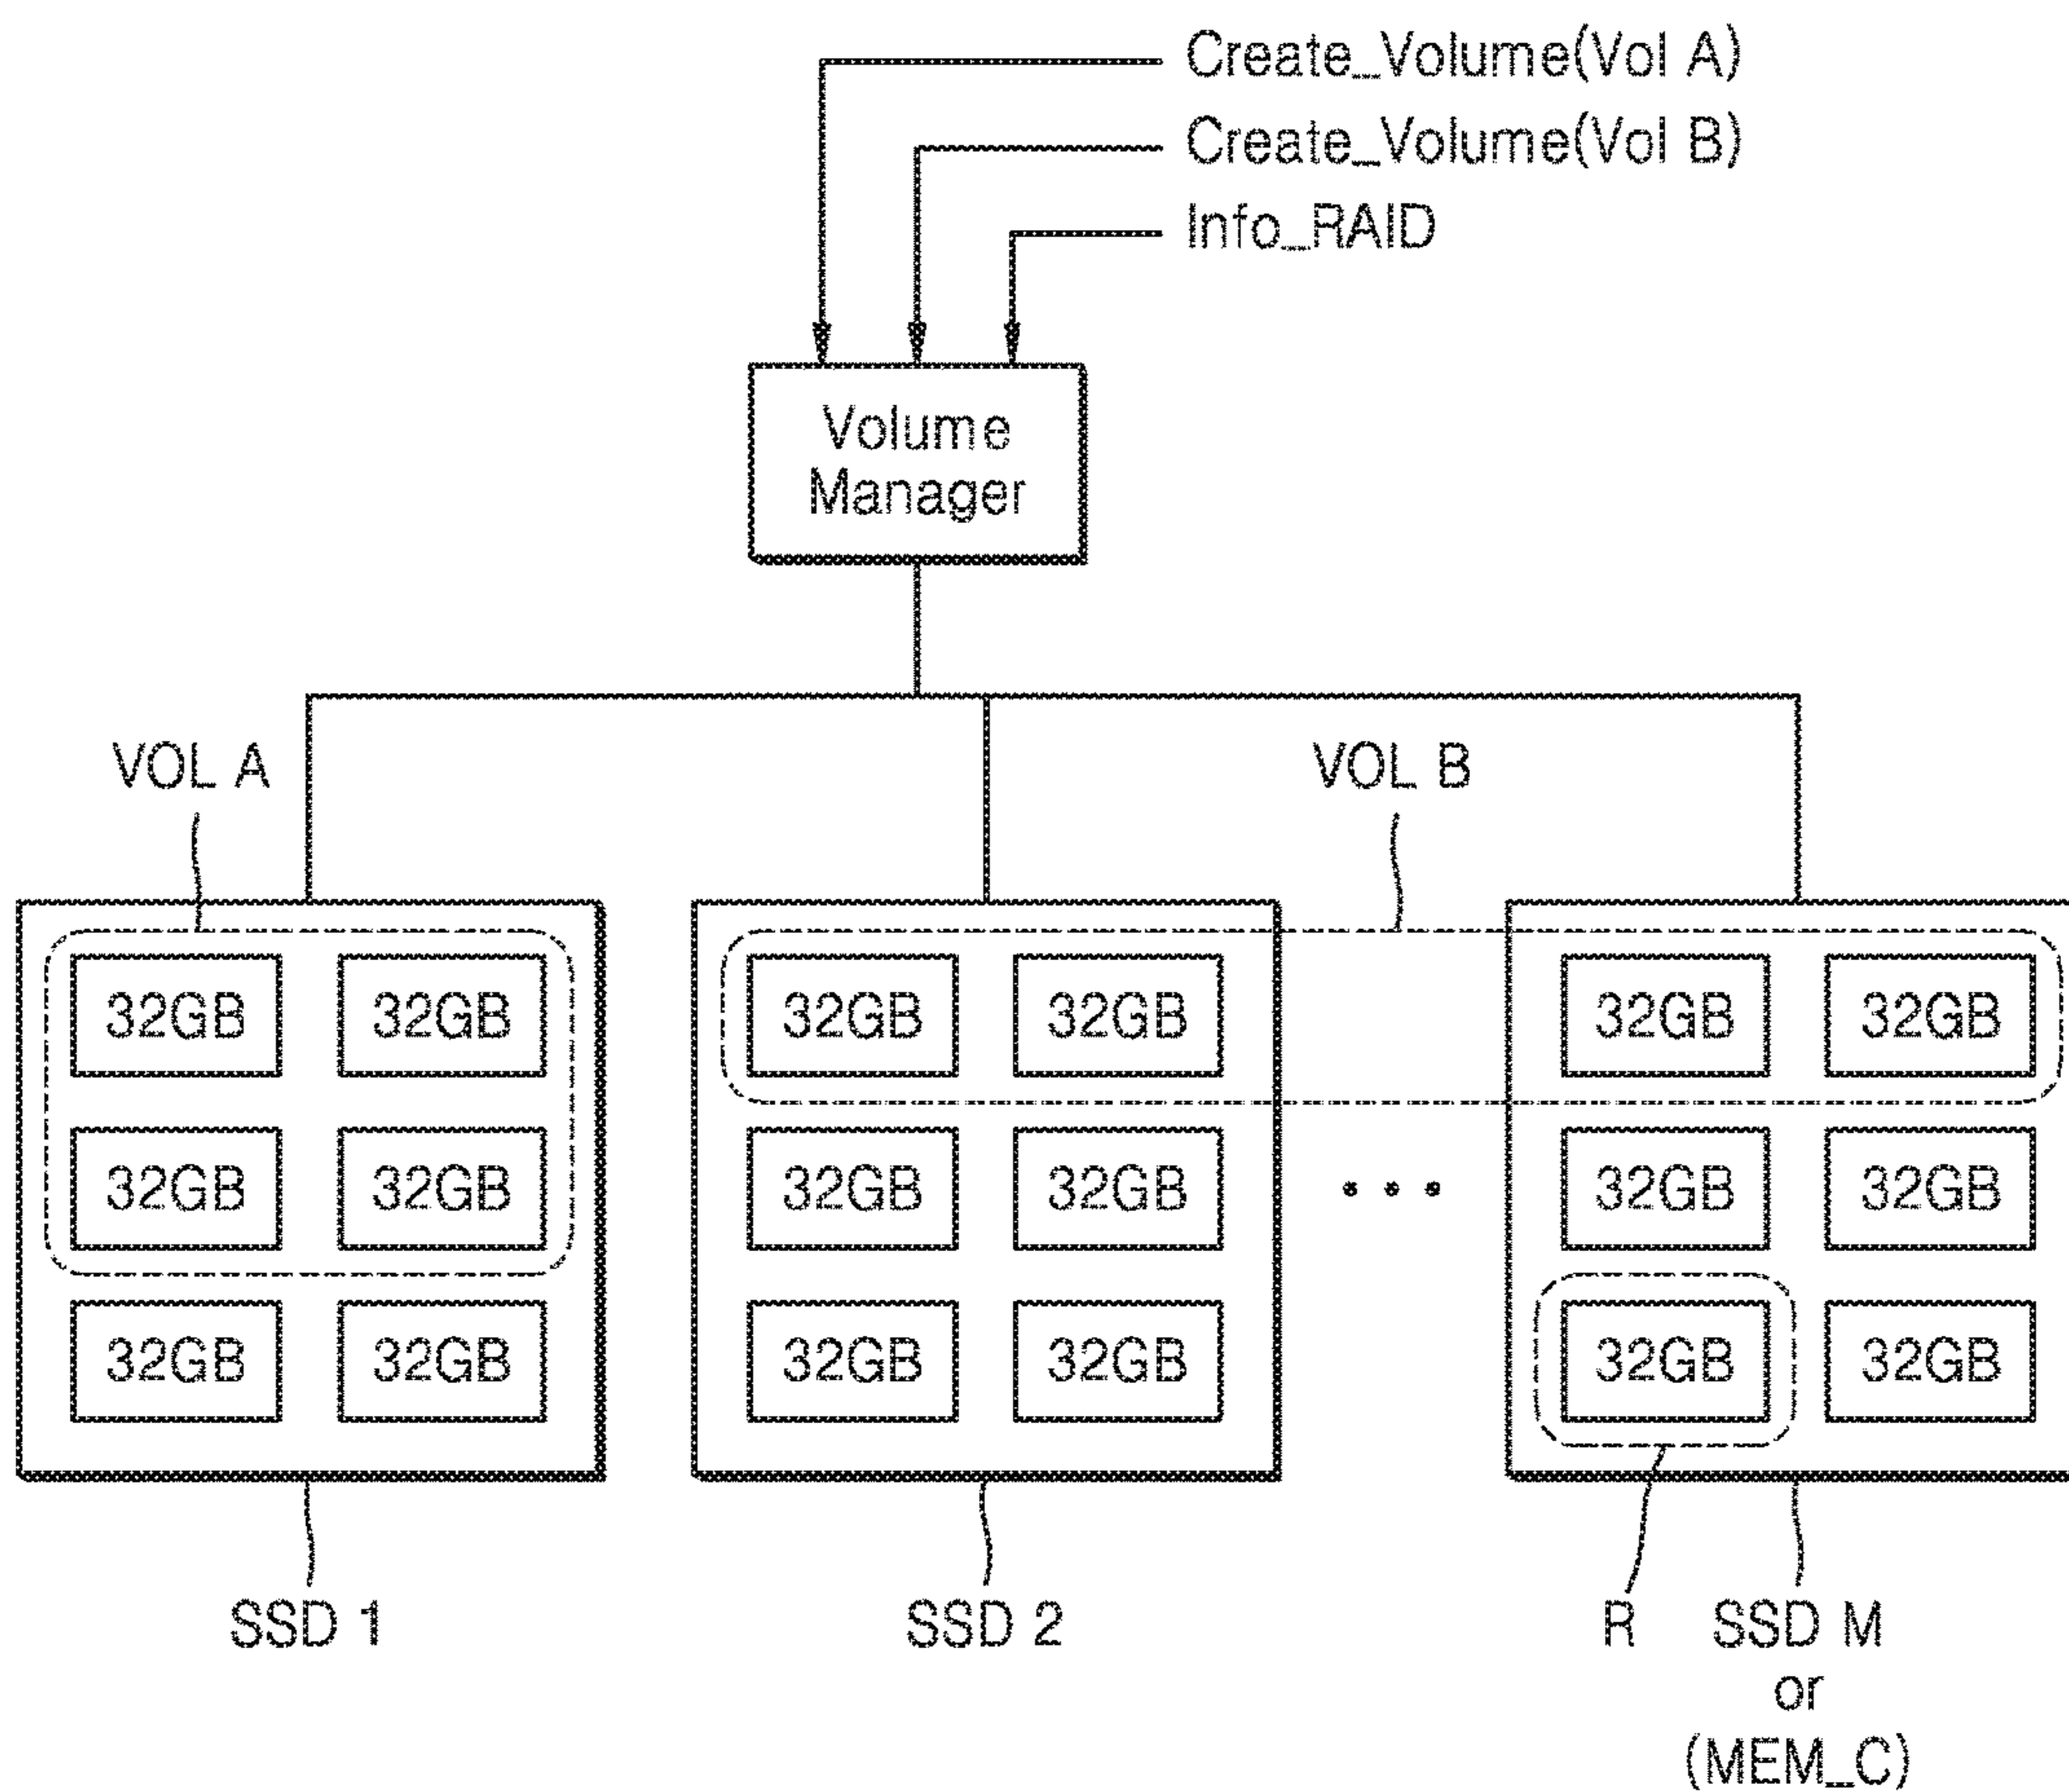 Create_Volume(Vol A)
Create_Volume(Vol B)
Info_RAID
Volume
Manager
VOL A
VOL B
32GB 32GB 32GB 32GB 32GB 32GB
32GB 32GB 32GB 32GB • • • 32GB 32GB
32GB 32GB 32GB 32GB 32GB 32GB
SSD 1
SSD 2
R
SSD M
or
(MEM_C)